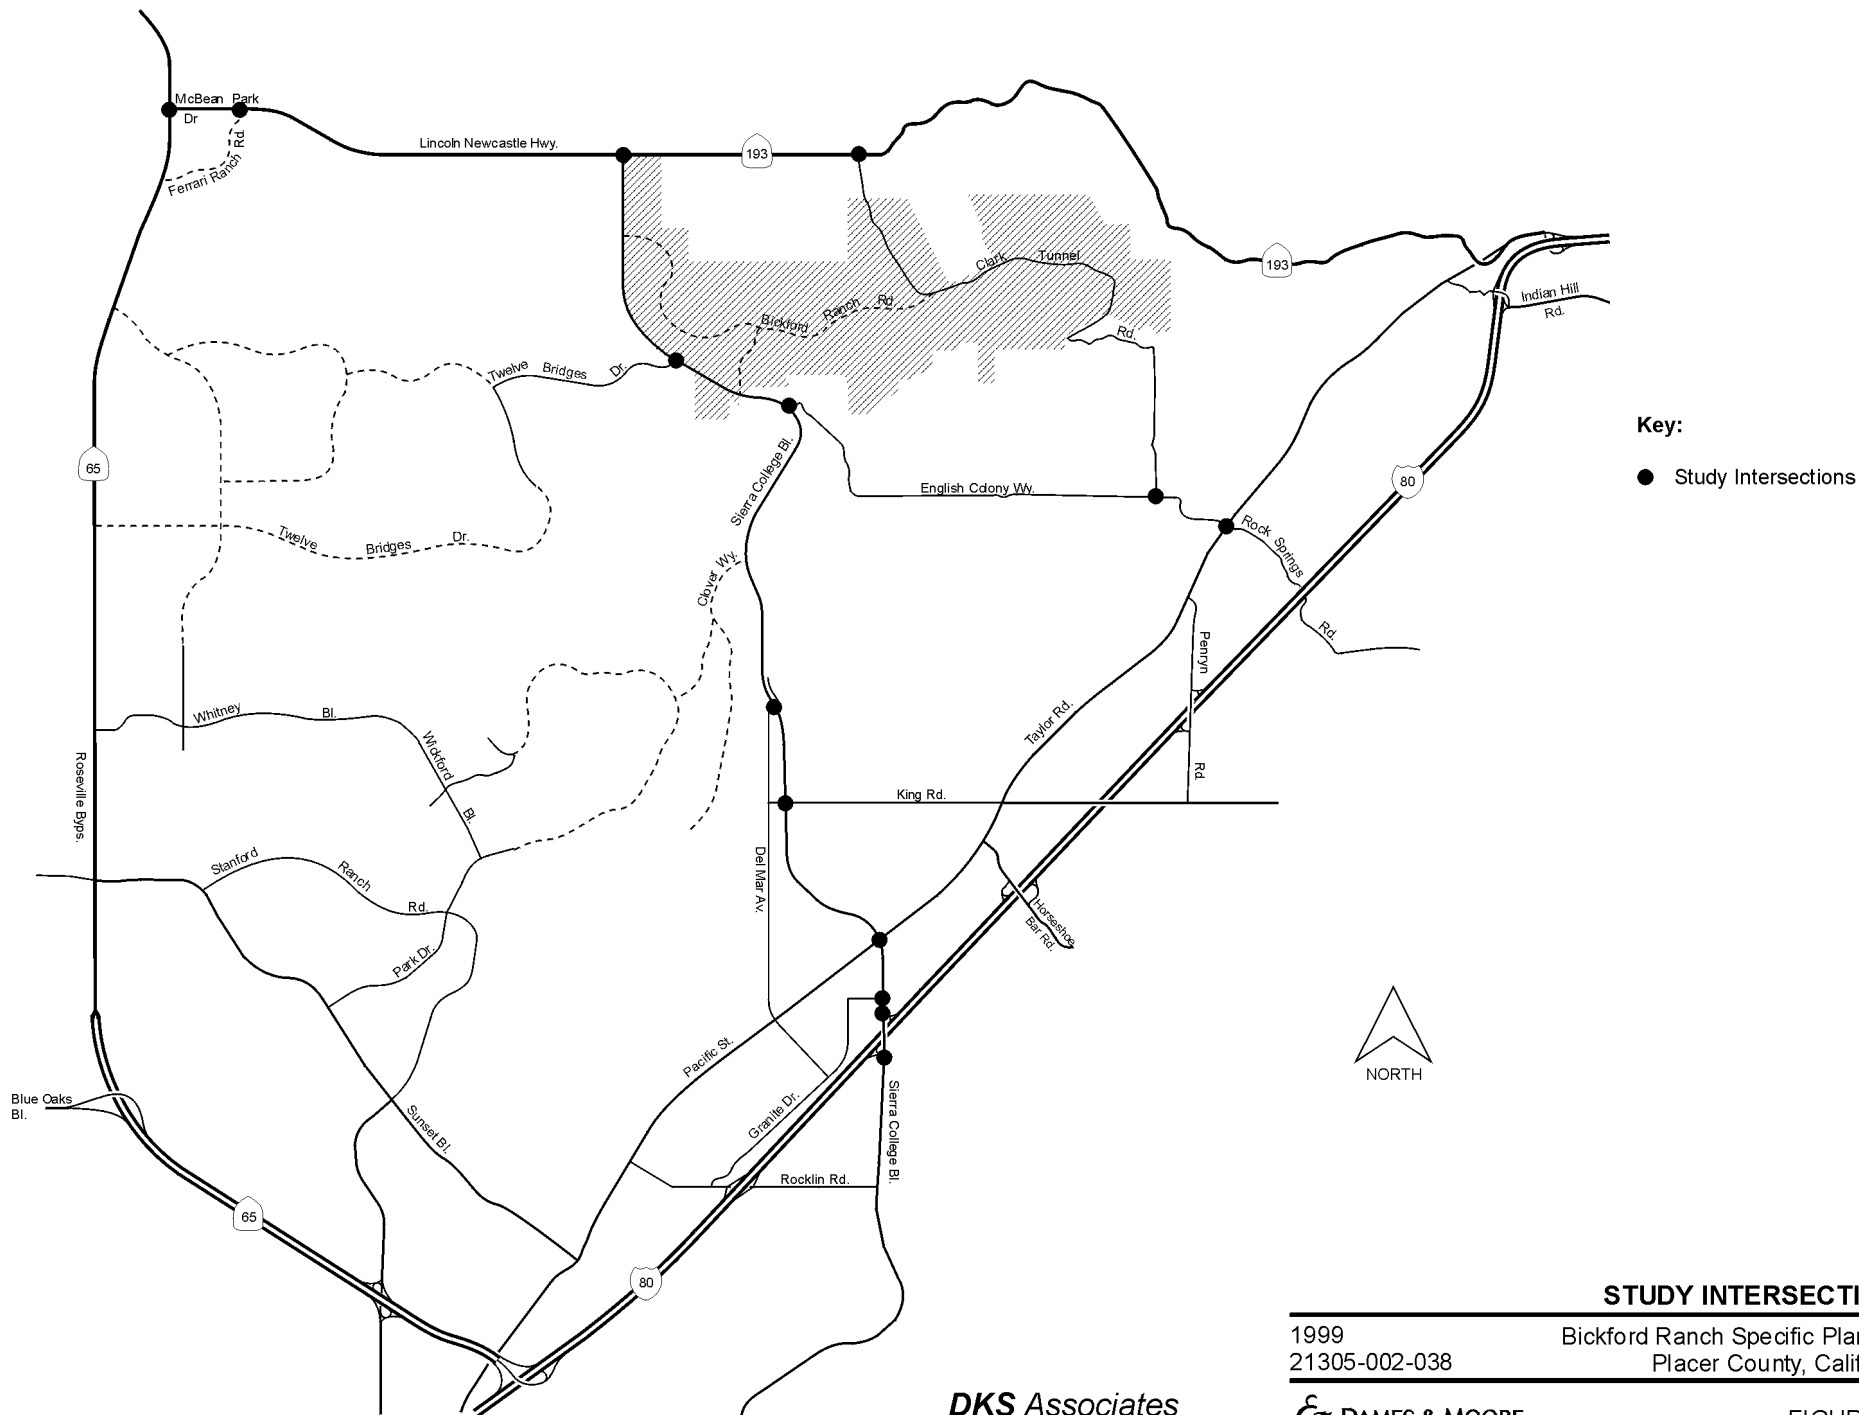 McBean Park
Dr
Ferrari Ranch Rd
Lincoln Newcastle Hwy.
193
Clark Tunnel
Rd.
193
Indian Hill
Rd.
Bickford Ranch Rd
Twelve Bridges Dr.
Key:
Study Intersections
65
80
Sierra College Bl.
English Colony Wy.
Rock Springs
Rd.
Twelve Bridges Dr.
Clover Wy.
Penryn
Rd.
Whitney Bl.
Wickford Bl.
Taylor Rd.
Roseville Byps.
King Rd.
Stanford Ranch Rd.
Del Mar Av.
Horseshoe
Bar Rd.
Park Dr.
Pacific St.
NORTH
Blue Oaks
Bl.
Sunset Bl.
Granite Dr.
Sierra College Bl.
Rocklin Rd.
65
80
STUDY INTERSECTI
1999
Bickford Ranch Specific Plan
21305-002-038
Placer County, Calif
DKS Associates
DAMES & MOORE
FIGUR